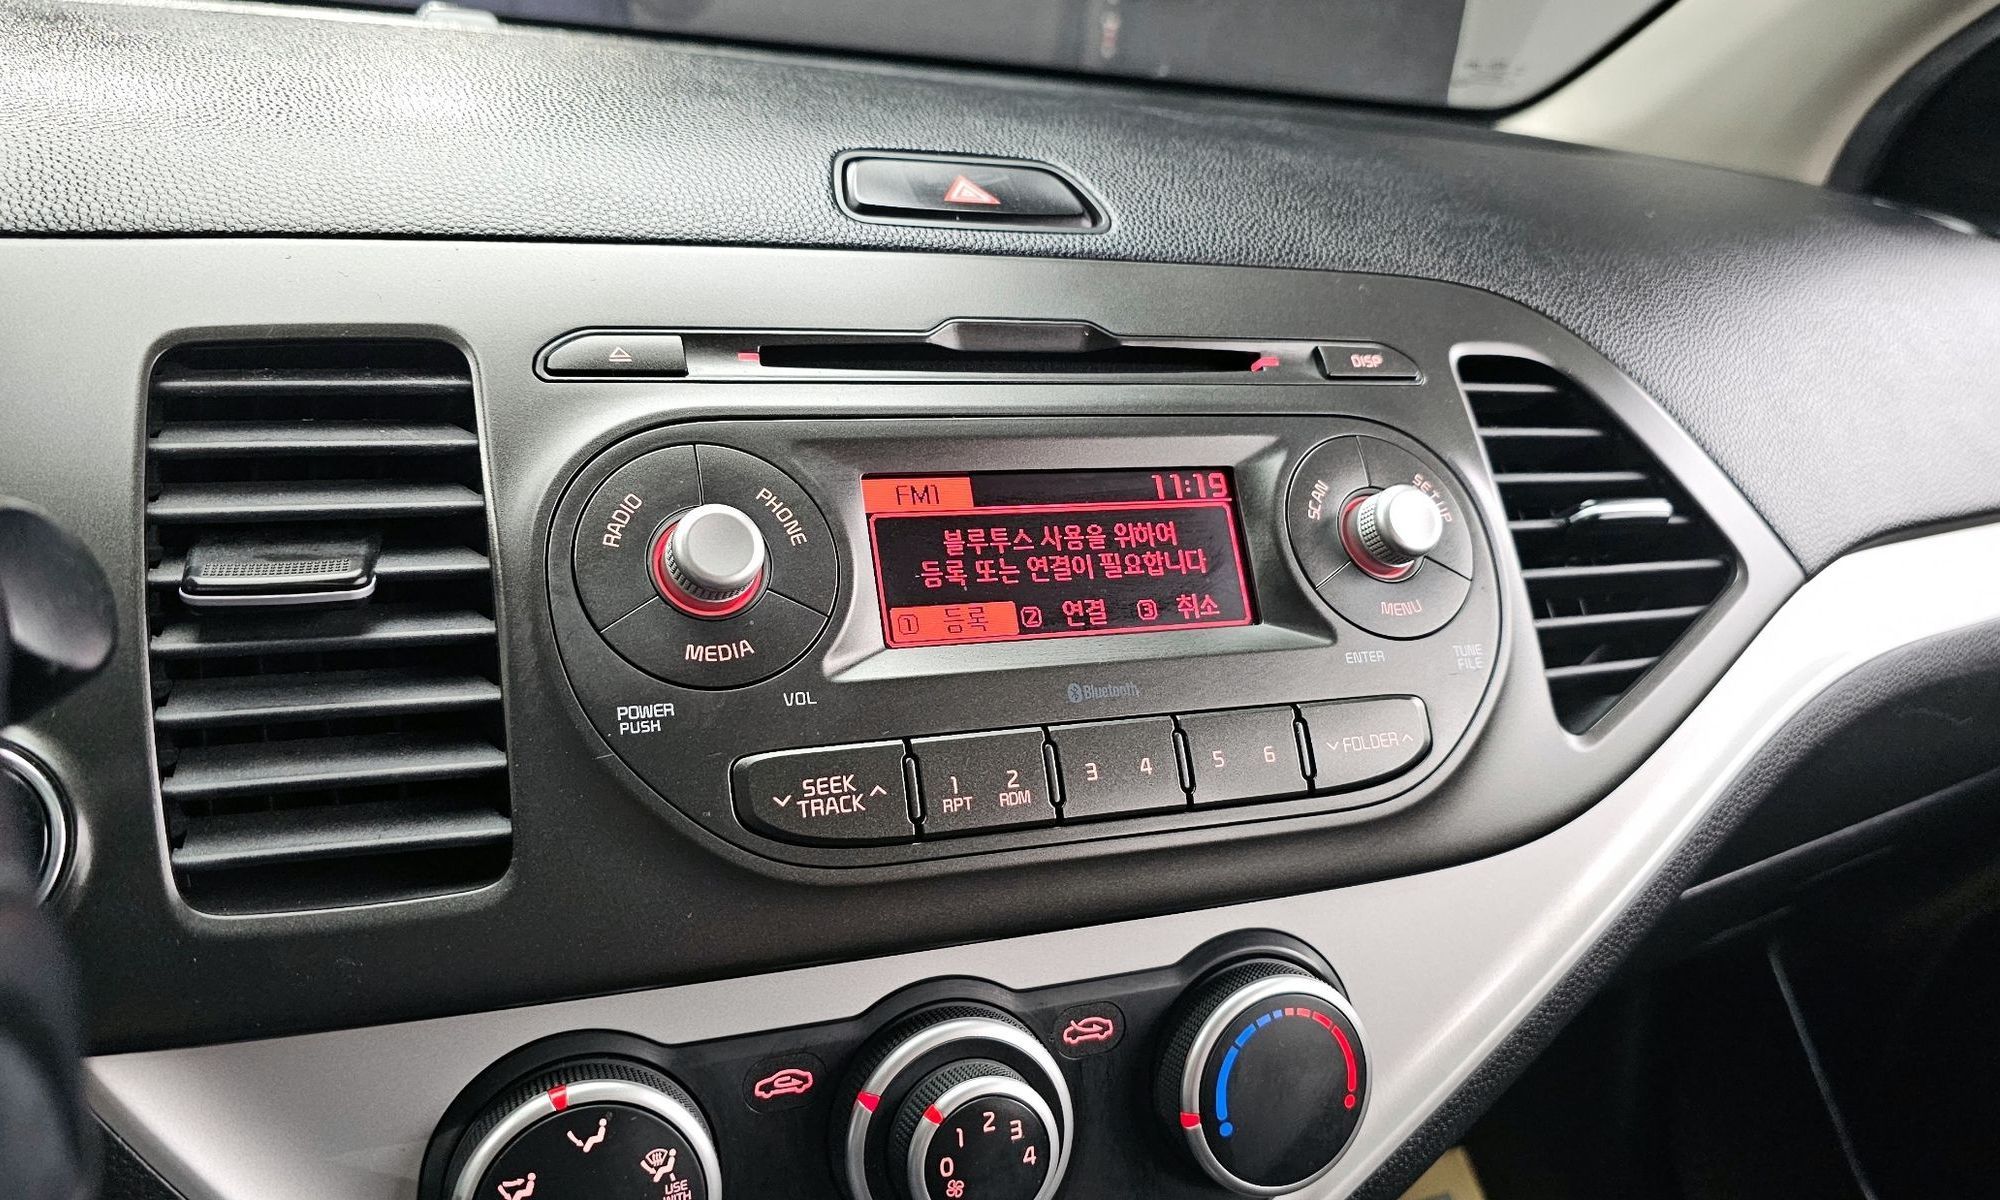 DISP
RADIO
PHONE
MEDIA
POWER
PUSH
VOL
FM1 11:19
블루투스 사용을 위하여
등록 또는 연결이 필요합니다
1 등록 2 연결 3 취소
Bluetooth
SCAN
SETUP
MENU
ENTER
TUNE
FILE
SEEK
TRACK
1 2
RPT RDM
3 4
5 6
FOLDER
0 1 2 3 4
USE
WITH